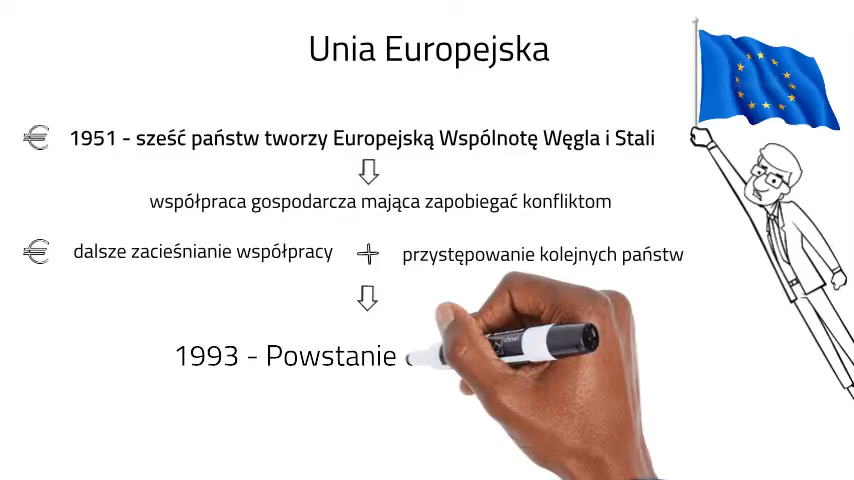 Unia Europejska
1951 - sześć państw tworzy Europejską Wspólnotę Węgla i Stali
współpraca gospodarcza mająca zapobiegać konfliktom
dalsze zacieśnianie współpracy + przystępowanie kolejnych państw
1993 - Powstanie